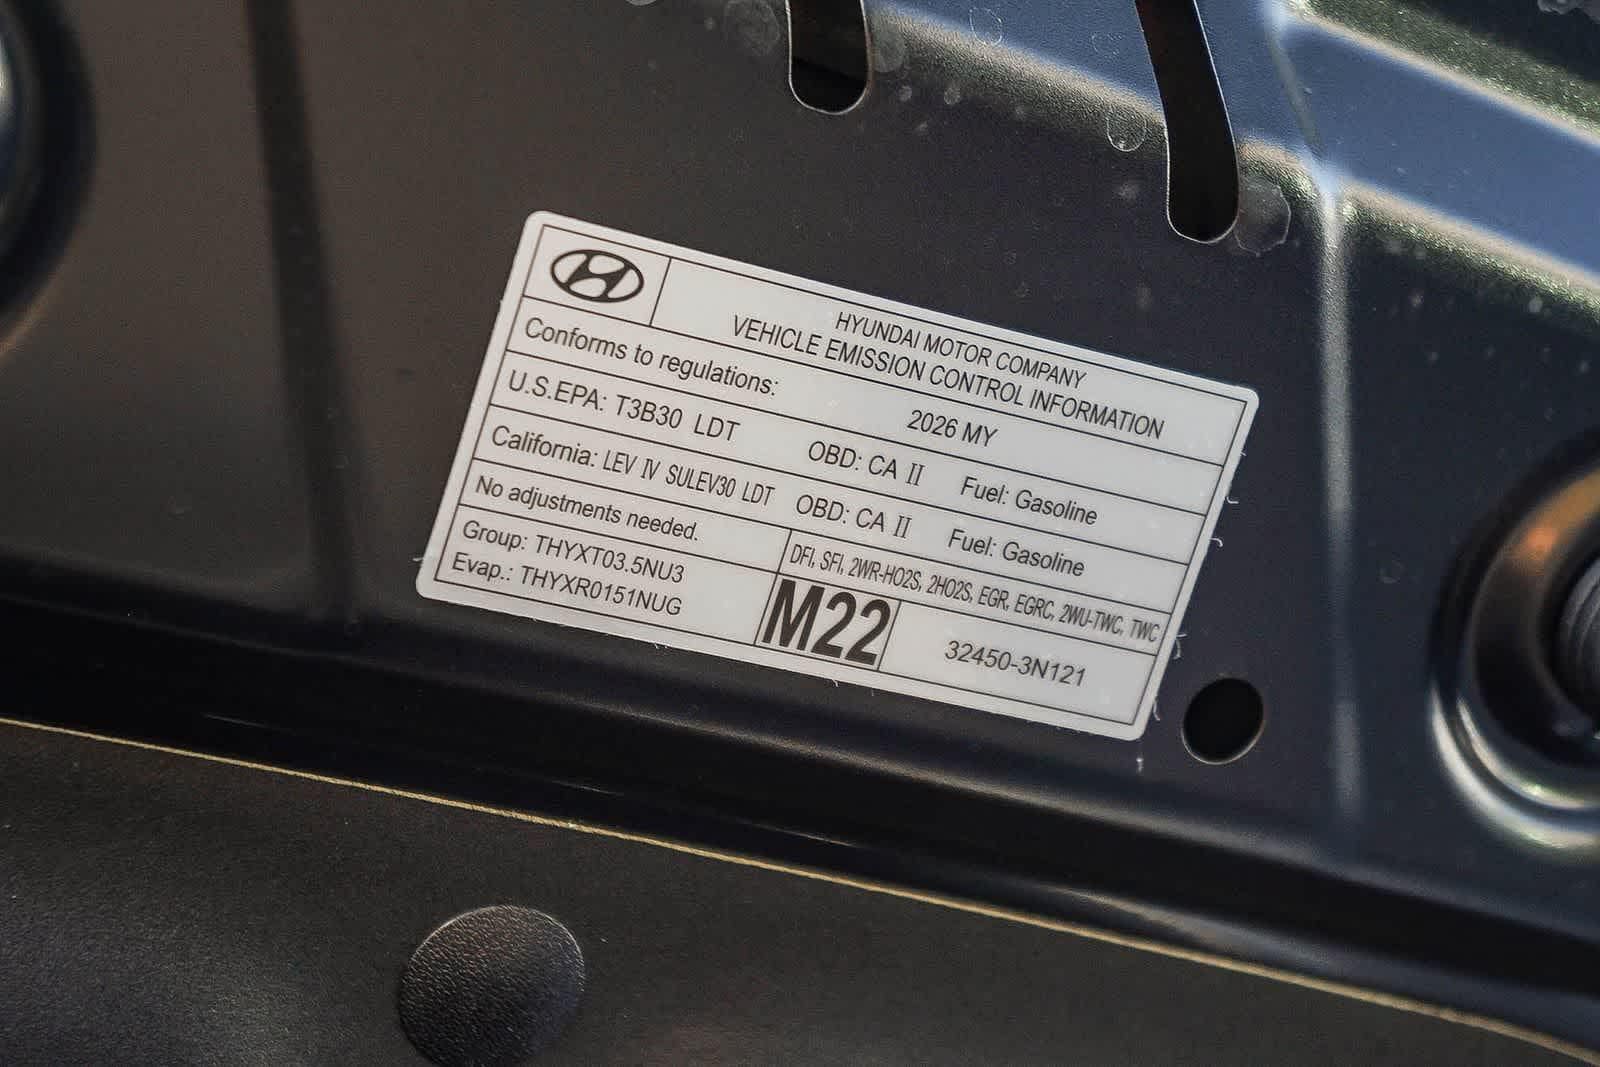 HYUNDAI MOTOR COMPANY
VEHICLE EMISSION CONTROL INFORMATION
Conforms to regulations: 2026 MY
U.S.EPA: T3B30 LDT OBD: CA II Fuel: Gasoline
California: LEV IV SULEV30 LDT OBD: CA II Fuel: Gasoline
No adjustments needed.
DFI, SFI, 2WR-HO2S, 2HO2S, EGR, EGRC, 2WU-TWC, TWC
Group: THYXT03.5NU3
Evap.: THYXR0151NUG
M22
32450-3N121